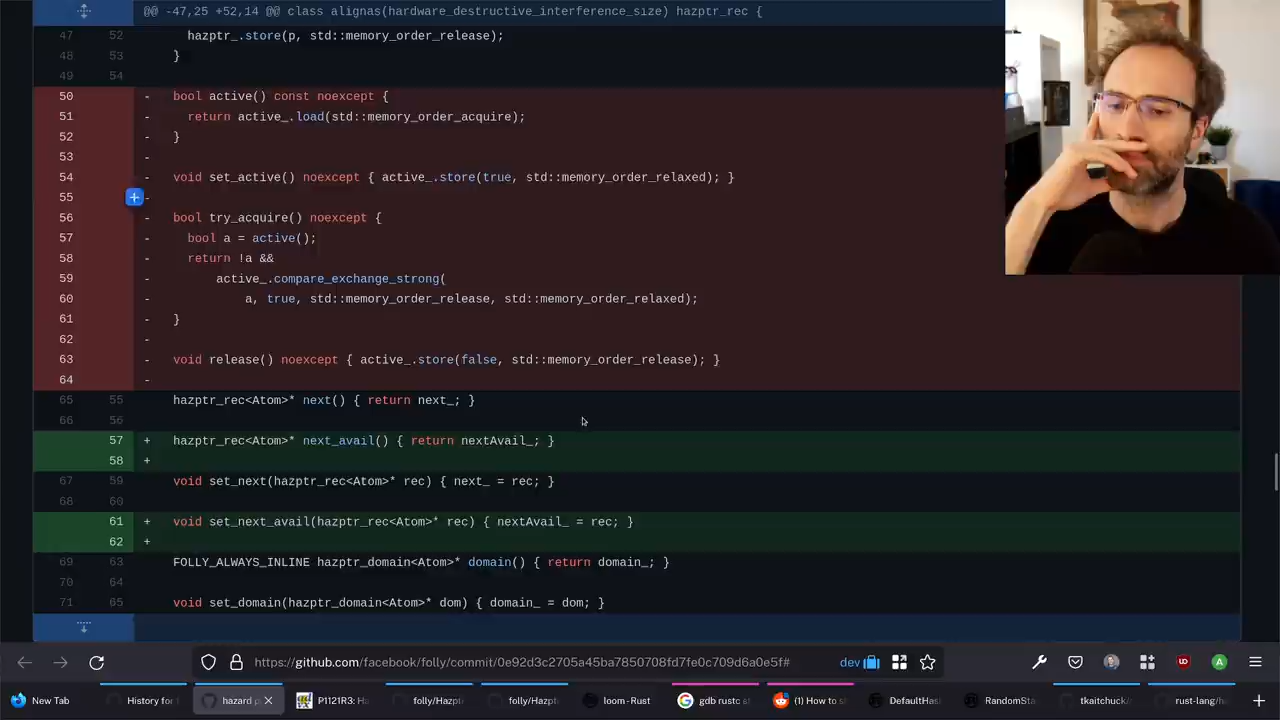 @@ -47,25 +52,14 @@ class alignas(hardware_destructive_interference_size) hazptr_rec {
47 52 hazptr_.store(p, std::memory_order_release);
48 53 }
49 54
50 - bool active() const noexcept {
51 - return active_.load(std::memory_order_acquire);
52 - }
53 -
54 - void set_active() noexcept { active_.store(true, std::memory_order_relaxed); }
55 -
56 - bool try_acquire() noexcept {
57 - bool a = active();
58 - return !a &&
59 - active_.compare_exchange_strong(
60 - a, true, std::memory_order_release, std::memory_order_relaxed);
61 - }
62 -
63 - void release() noexcept { active_.store(false, std::memory_order_release); }
64 -
65 55 hazptr_rec<Atom>* next() { return next_; }
66 56
57 + hazptr_rec<Atom>* next_avail() { return nextAvail_; }
58 +
67 59 void set_next(hazptr_rec<Atom>* rec) { next_ = rec; }
68 60
61 + void set_next_avail(hazptr_rec<Atom>* rec) { nextAvail_ = rec; }
62 +
69 63 FOLLY_ALWAYS_INLINE hazptr_domain<Atom>* domain() { return domain_; }
70 64
71 65 void set_domain(hazptr_domain<Atom>* dom) { domain_ = dom; }
https://github.com/facebook/folly/commit/0e92d3c2705a45ba7850708fd7fe0c709d6a0e5f# dev
New Tab History for hazard p P1121R3: Ha folly/Hazpt folly/Hazpt loom - Rust gdb rustc s (1) How to s DefaultHas RandomSta tkaitchuck/ rust-lang/h